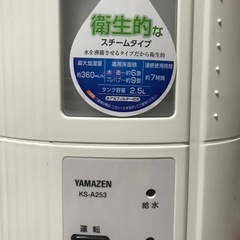 衛生的な
スチームタイプ
水を沸騰させるタイプだから衛生的
最大加湿量 適用床面積 連続使用時間
約360mL/h 木造〜約6畳 約7時間
プレハブ〜約9畳
タンク容量 2.5L
YAMAZEN
KS-A253
給水
運転